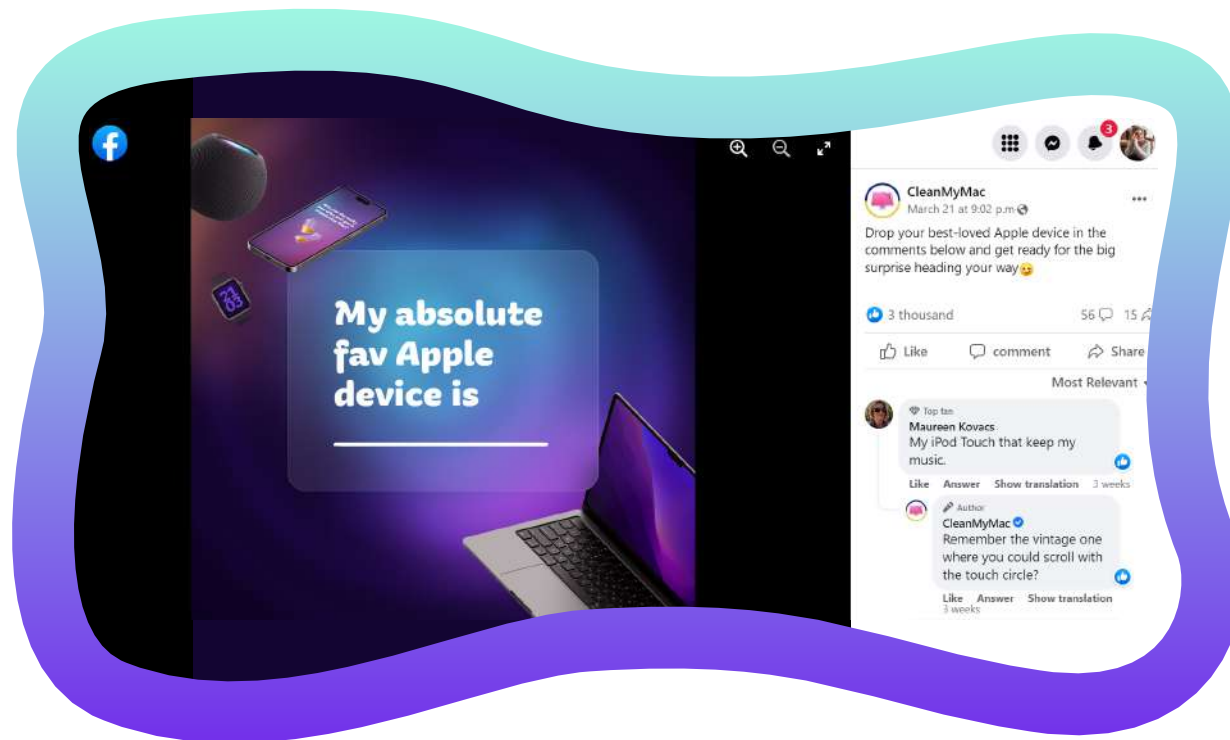 My absolute
fav Apple
device is
21
03
3
CleanMyMac
March 21 at 9:02 p.m
Drop your best-loved Apple device in the
comments below and get ready for the big
surprise heading your way
3 thousand
56 15
Like comment Share
Most Relevant
Top fan
Maureen Kovacs
My iPod Touch that keep my
music.
Like Answer Show translation 3 weeks
Author
CleanMyMac
Remember the vintage one
where you could scroll with
the touch circle?
Like Answer Show translation
3 weeks